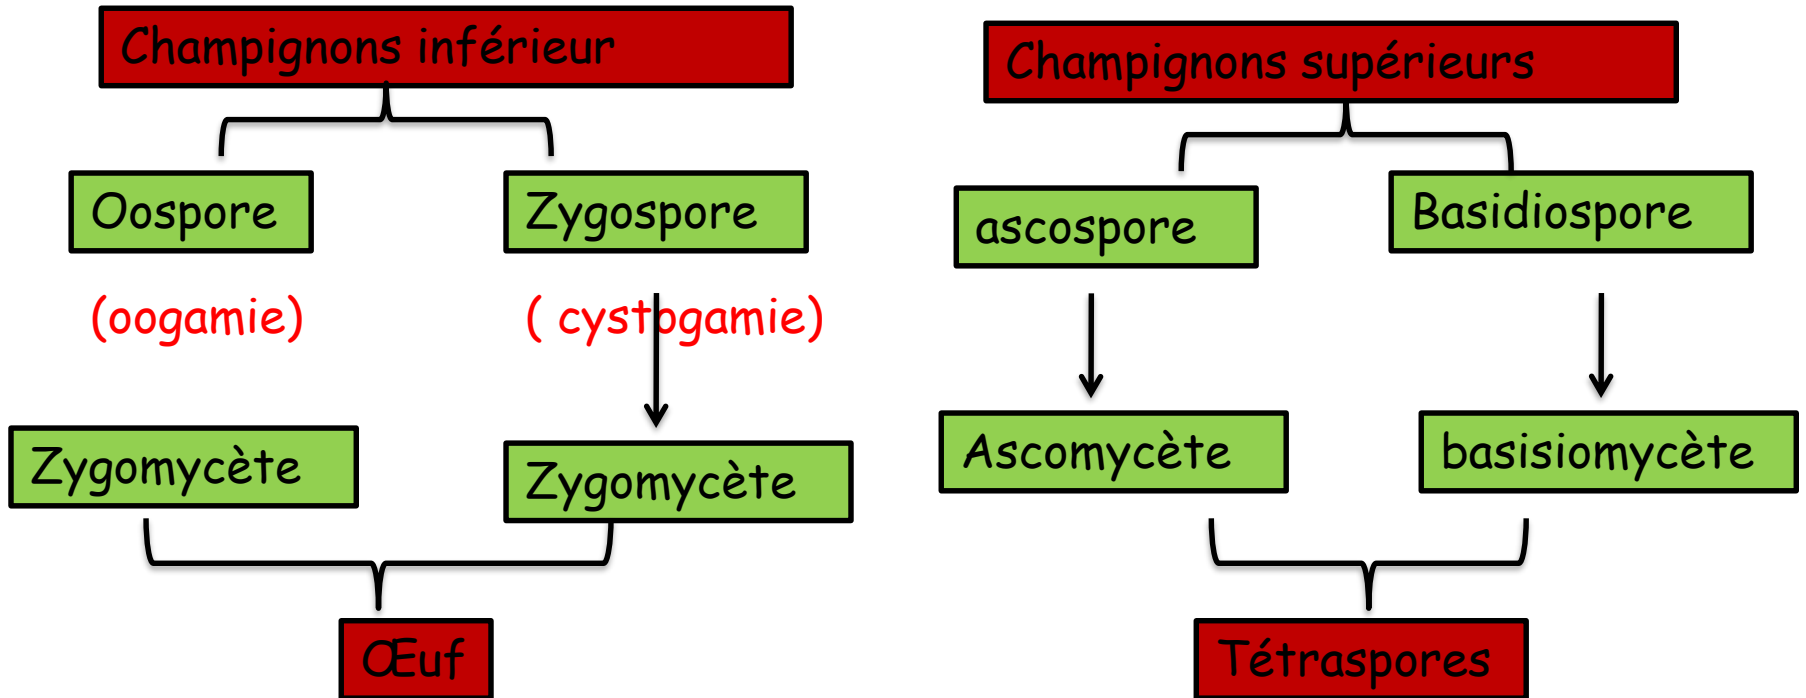 Champignons inférieur
Oospore
Zygospore
(oogamie)
( cystogamie)
Zygomycète
Zygomycète
Œuf
Champignons supérieurs
ascospore
Basidiospore
Ascomycète
basisiomycète
Tétraspores